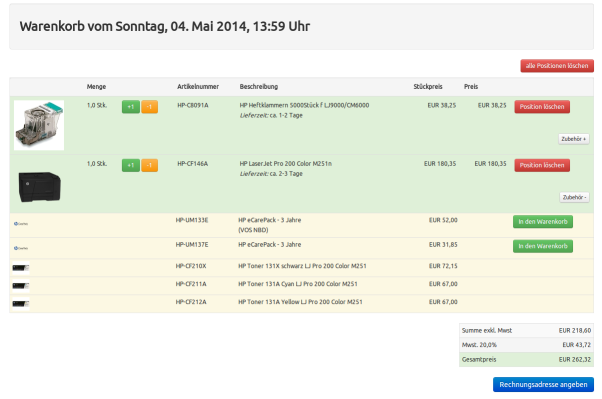 Warenkorb vom Sonntag, 04. Mai 2014, 13:59 Uhr
alle Positionen löschen
Menge Artikelnummer Beschreibung Stückpreis Preis
1,0 Stk. +1 -1 HP-C8091A HP Heftklammern 5000Stück f LJ9000/CM6000 EUR 38,25 EUR 38,25 Position löschen
Lieferzeit: ca. 1-2 Tage
Zubehör +
1,0 Stk. +1 -1 HP-CF146A HP LaserJet Pro 200 Color M251n EUR 180,35 EUR 180,35 Position löschen
Lieferzeit: ca. 2-3 Tage
Zubehör -
HP-UM133E HP eCarePack - 3 Jahre EUR 52,00 In den Warenkorb
(VOS NBD)
HP-UM137E HP eCarePack - 3 Jahre EUR 31,85 In den Warenkorb
HP-CF210X HP Toner 131X schwarz LJ Pro 200 Color M251 EUR 72,15
HP-CF211A HP Toner 131A Cyan LJ Pro 200 Color M251 EUR 67,00
HP-CF212A HP Toner 131A Yellow LJ Pro 200 Color M251 EUR 67,00
Summe exkl. Mwst EUR 218,60
Mwst. 20,0% EUR 43,72
Gesamtpreis EUR 262,32
Rechnungsadresse angeben